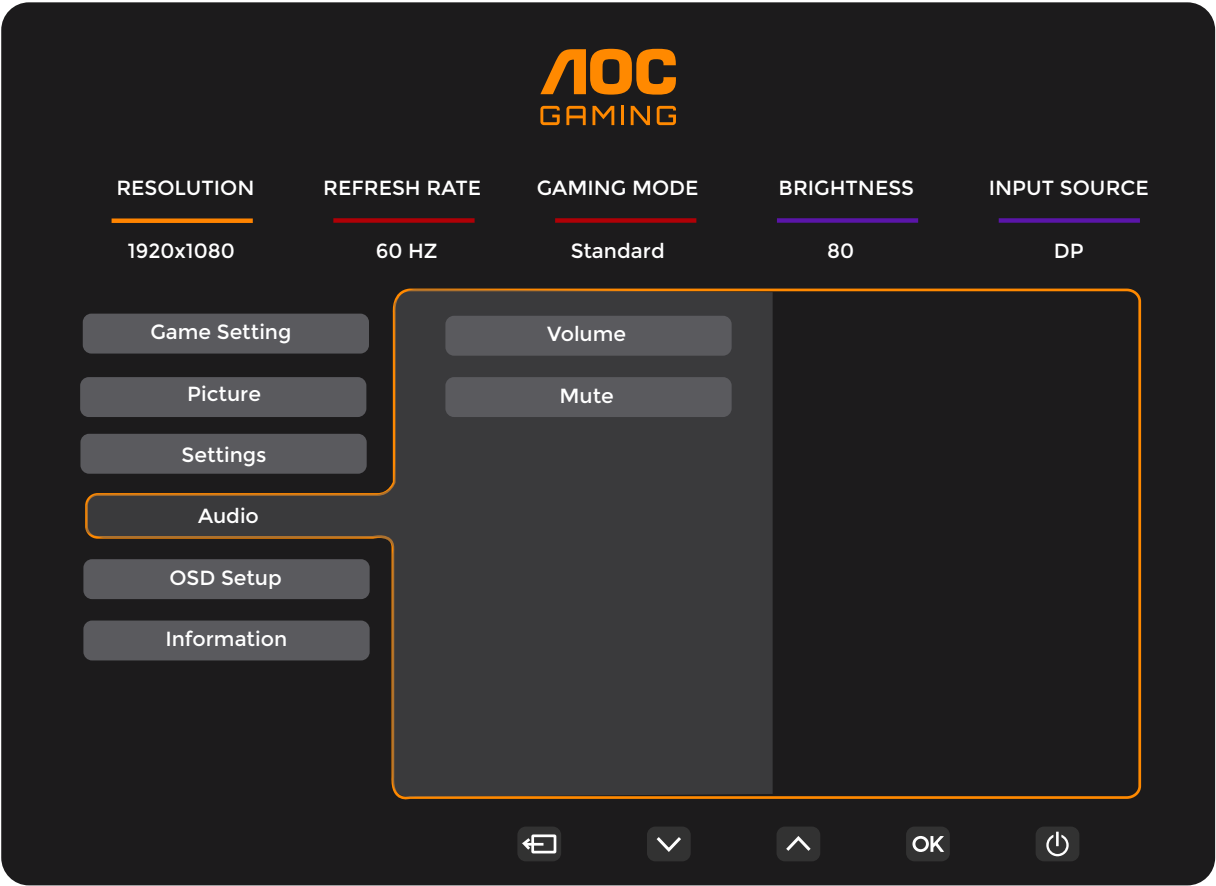 AOC
GAMING
RESOLUTION REFRESH RATE GAMING MODE BRIGHTNESS INPUT SOURCE
1920x1080 60 HZ Standard 80 DP
Game Setting
Volume
Picture
Mute
Settings
Audio
OSD Setup
Information
OK